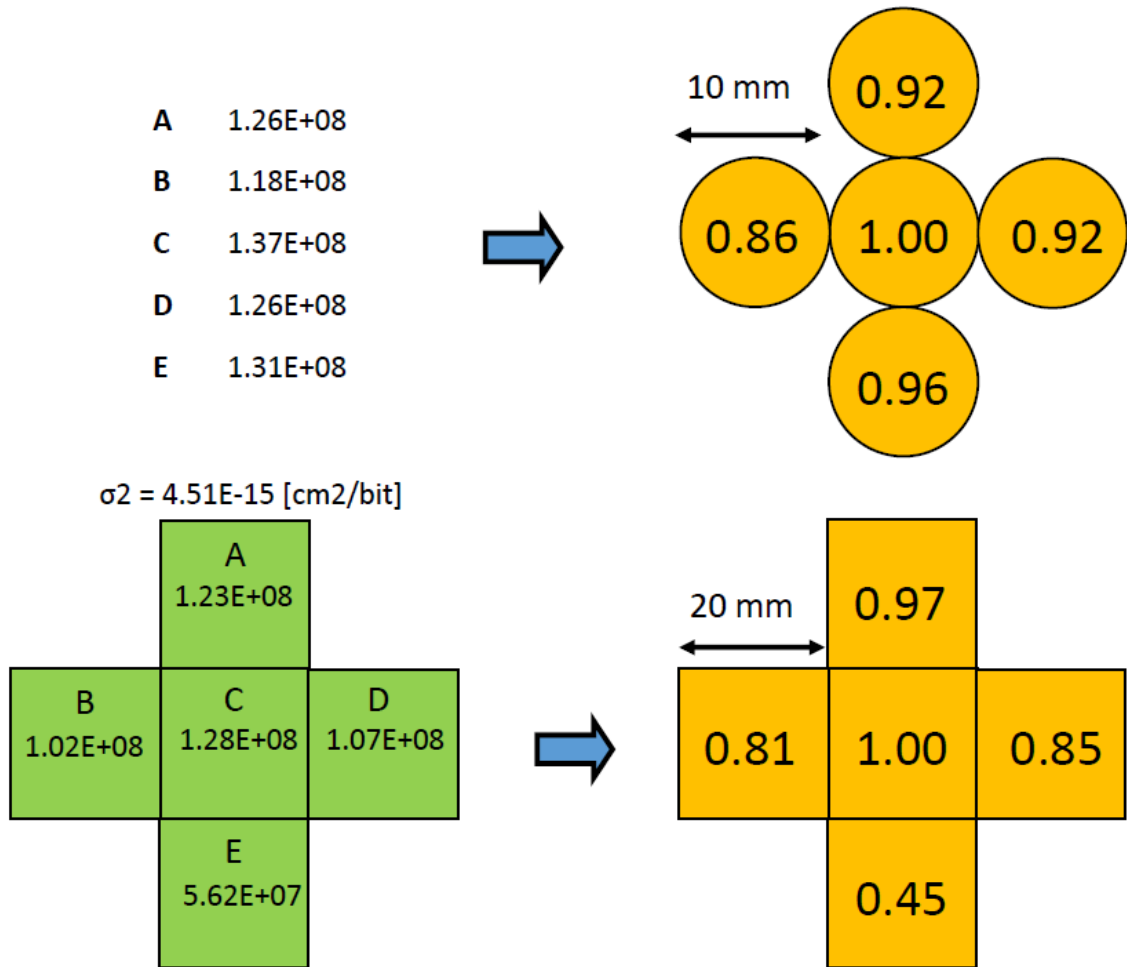 A 1.26E+08
B 1.18E+08
C 1.37E+08
D 1.26E+08
E 1.31E+08
10 mm
0.92
0.86 1.00 0.92
0.96
σ2 = 4.51E-15 [cm2/bit]
A
1.23E+08
B
1.02E+08
C
1.28E+08
D
1.07E+08
E
5.62E+07
20 mm
0.97
0.81 1.00 0.85
0.45